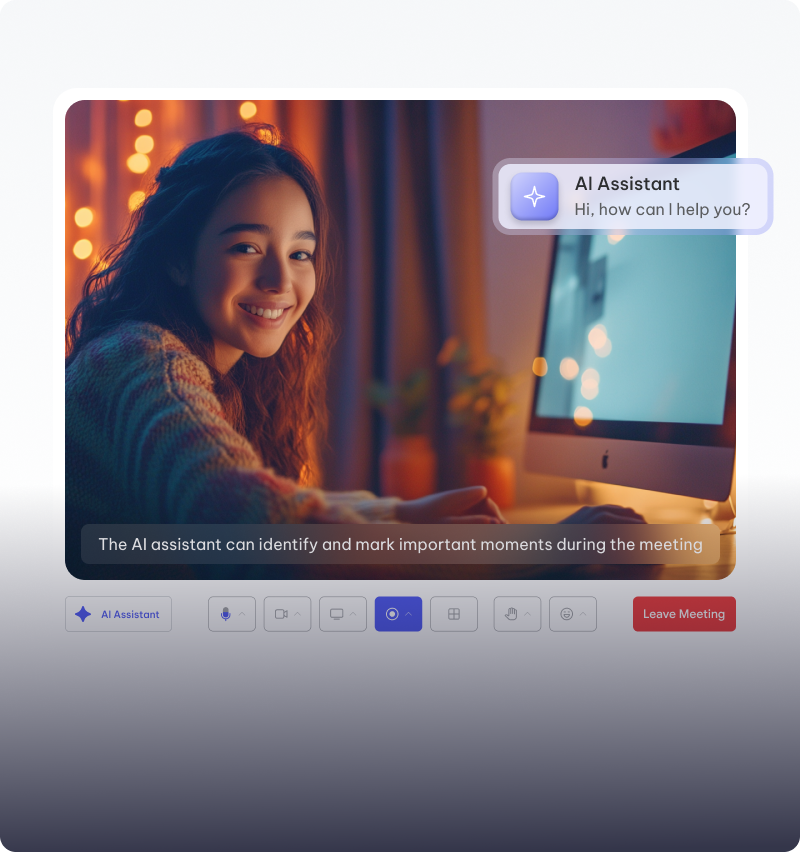 AI Assistant
Hi, how can I help you?
The AI assistant can identify and mark important moments during the meeting
AI Assistant
Leave Meeting